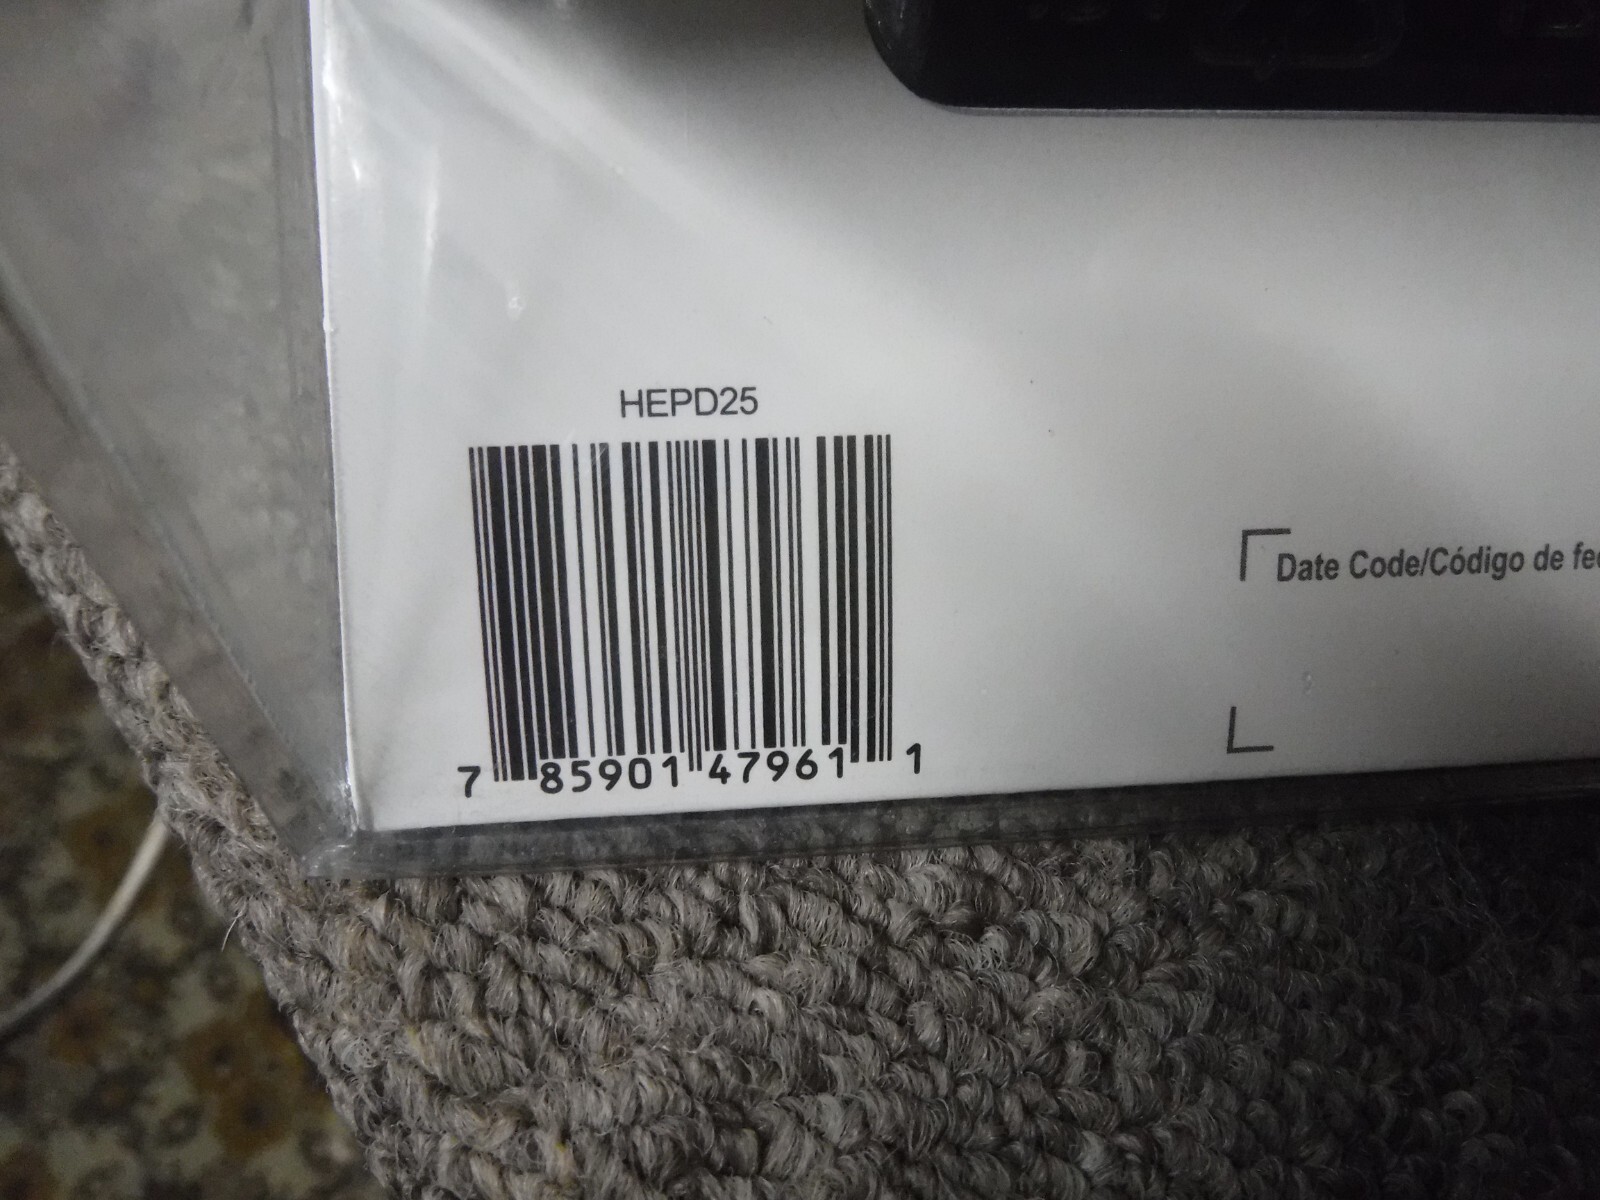 HEPD25
Date Code/Código de fe
7 85901 47961 1